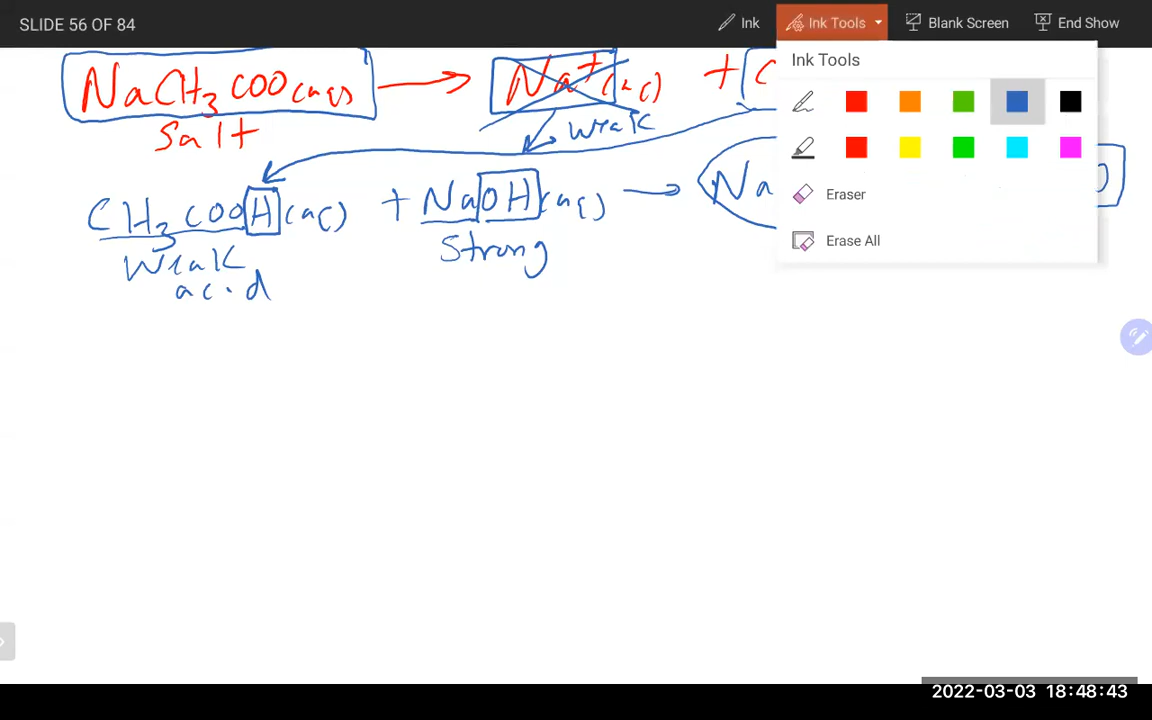 SLIDE 56 OF 84 Ink Ink Tools Blank Screen End Show
Ink Tools
Eraser
Erase All
NaCH3COO(aq) → Na+(aq) + C
Salt weak
CH3COOH(aq) + NaOH(aq) → Na
Weak Strong
acid
2022-03-03 18:48:43